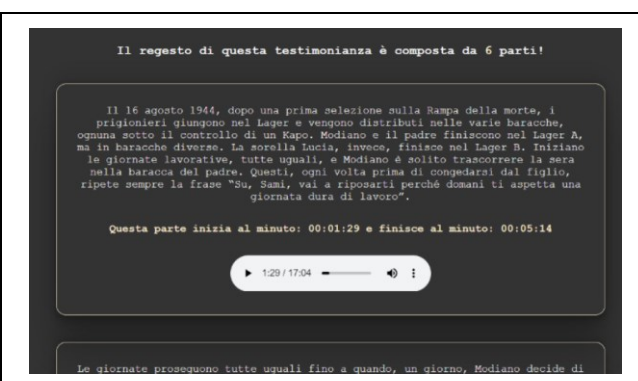 Il regesto di questa testimonianza è composta da 6 parti!
Il 16 agosto 1944, dopo una prima selezione sulla Rampa della morte, i
prigionieri giungono nel Lager e vengono distribuiti nelle varie baracche,
ognuna sotto il controllo di un Kapo. Modiano e il padre finiscono nel Lager A,
ma in baracche diverse. La sorella Lucia, invece, finisce nel Lager B. Iniziano
le giornate lavorative, tutte uguali, e Modiano è solito trascorrere la sera
nella baracca del padre. Questi, ogni volta prima di congedarsi dal figlio,
ripete sempre la frase “Su, Sami, vai a riposarti perché domani ti aspetta una
giornata dura di lavoro”.
Questa parte inizia al minuto: 00:01:29 e finisce al minuto: 00:05:14
1:29 / 17:04
Le giornate proseguono tutte uguali fino a quando, un giorno, Modiano decide di